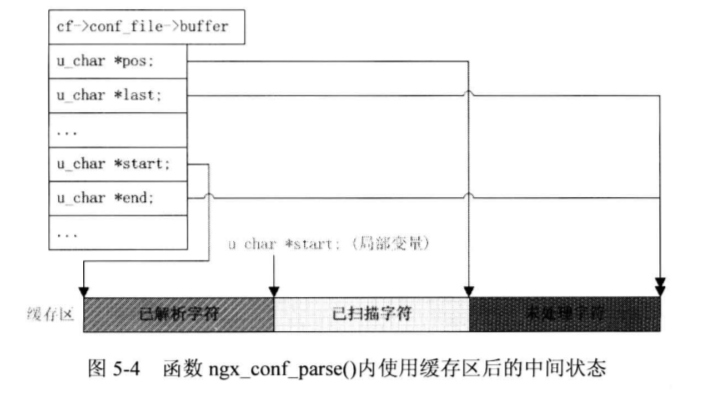 cf->conf_file->buffer
u_char *pos;
u_char *last;
...
u_char *start;
u_char *end;
...
u char *start; (局部变量)
缓存区
已解析字符
已扫描字符
未处理字符
图 5-4 函数 ngx_conf_parse()内使用缓存区后的中间状态